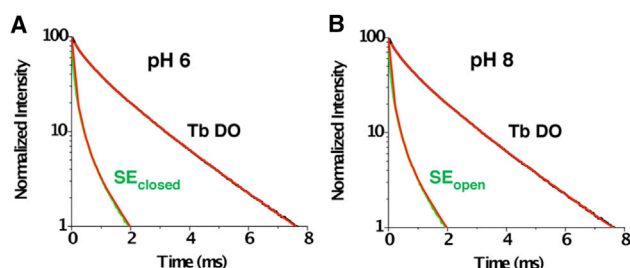 A
Normalized Intensity
100
10
1
pH 6
Tb DO
SEclosed
0 2 4 6 8
Time (ms)
B
Normalized Intensity
100
10
1
pH 8
Tb DO
SEopen
0 2 4 6 8
Time (ms)